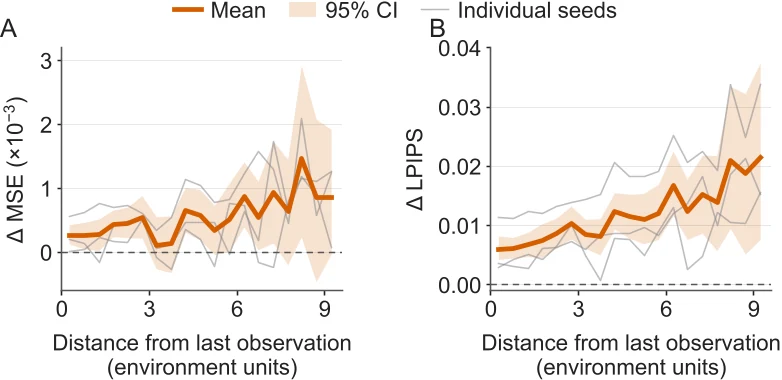 Mean 95% CI Individual seeds
A
Δ MSE (×10⁻³)
3
2
1
0
0 3 6 9
Distance from last observation
(environment units)
B
Δ LPIPS
0.04
0.03
0.02
0.01
0.00
0 3 6 9
Distance from last observation
(environment units)